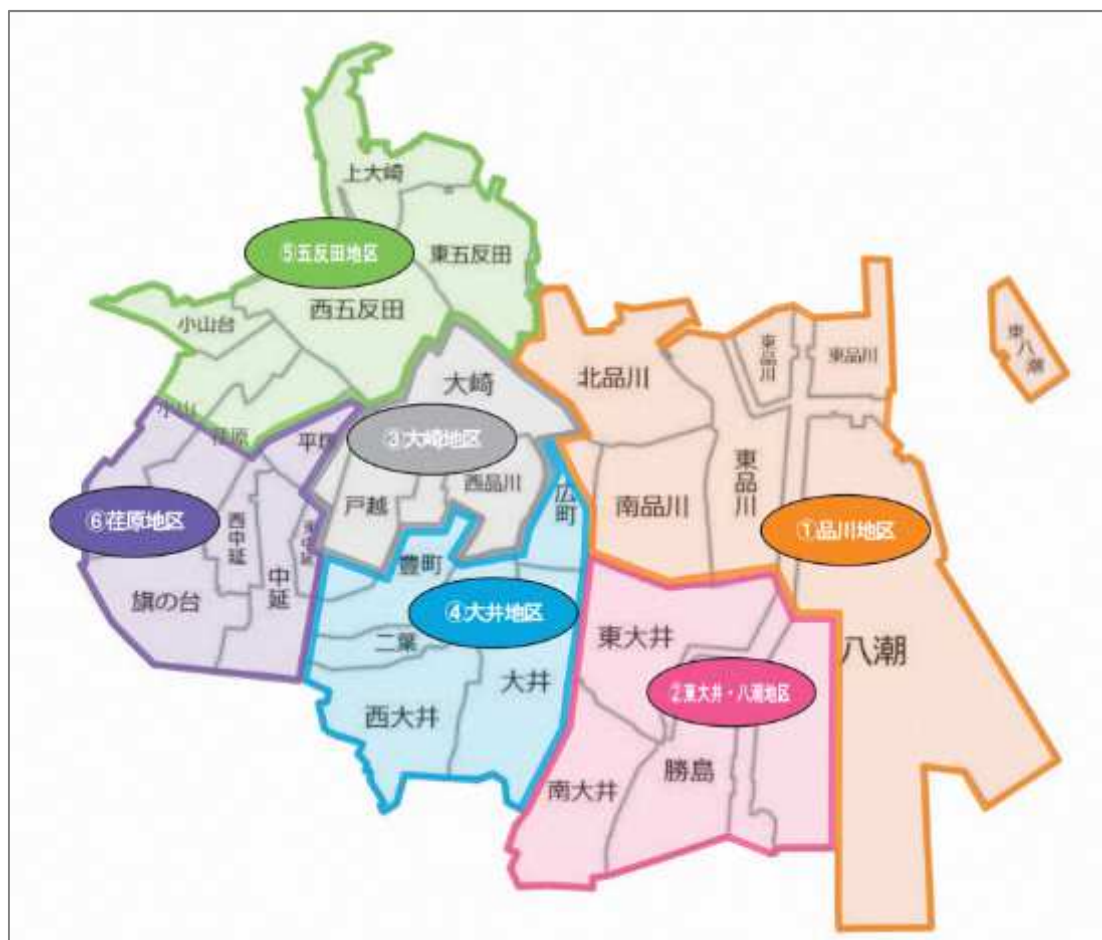 上大崎
⑤五反田地区
東五反田
西五反田
小山台
東品川
東品川
東八潮
大崎
北品川
小山
荏原
平塚
③大崎地区
西品川
広町
東品川
戸越
南品川
①品川地区
⑥荏原地区
西中延
東中延
豊町
中延
旗の台
④大井地区
二葉
東大井
八潮
大井
②東大井・八潮地区
西大井
勝島
南大井